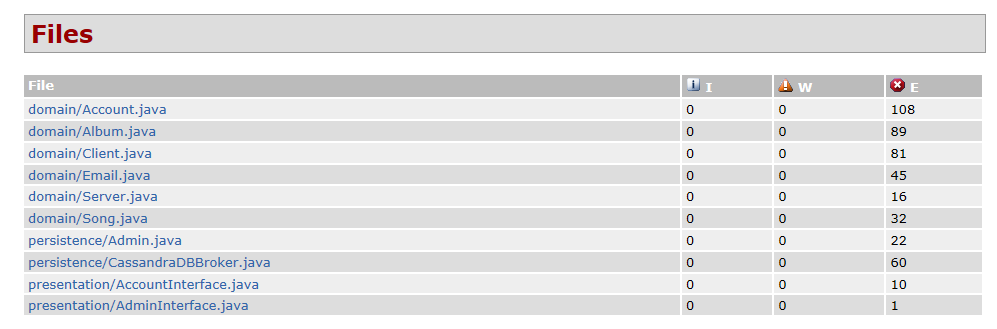 Files
File I W E
domain/Account.java 0 0 108
domain/Album.java 0 0 89
domain/Client.java 0 0 81
domain/Email.java 0 0 45
domain/Server.java 0 0 16
domain/Song.java 0 0 32
persistence/Admin.java 0 0 22
persistence/CassandraDBBroker.java 0 0 60
presentation/AccountInterface.java 0 0 10
presentation/AdminInterface.java 0 0 1